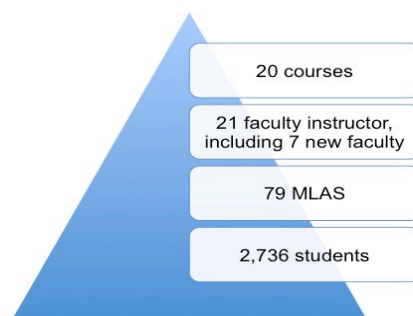 20 courses
21 faculty instructor,
including 7 new faculty
79 MLAS
2,736 students